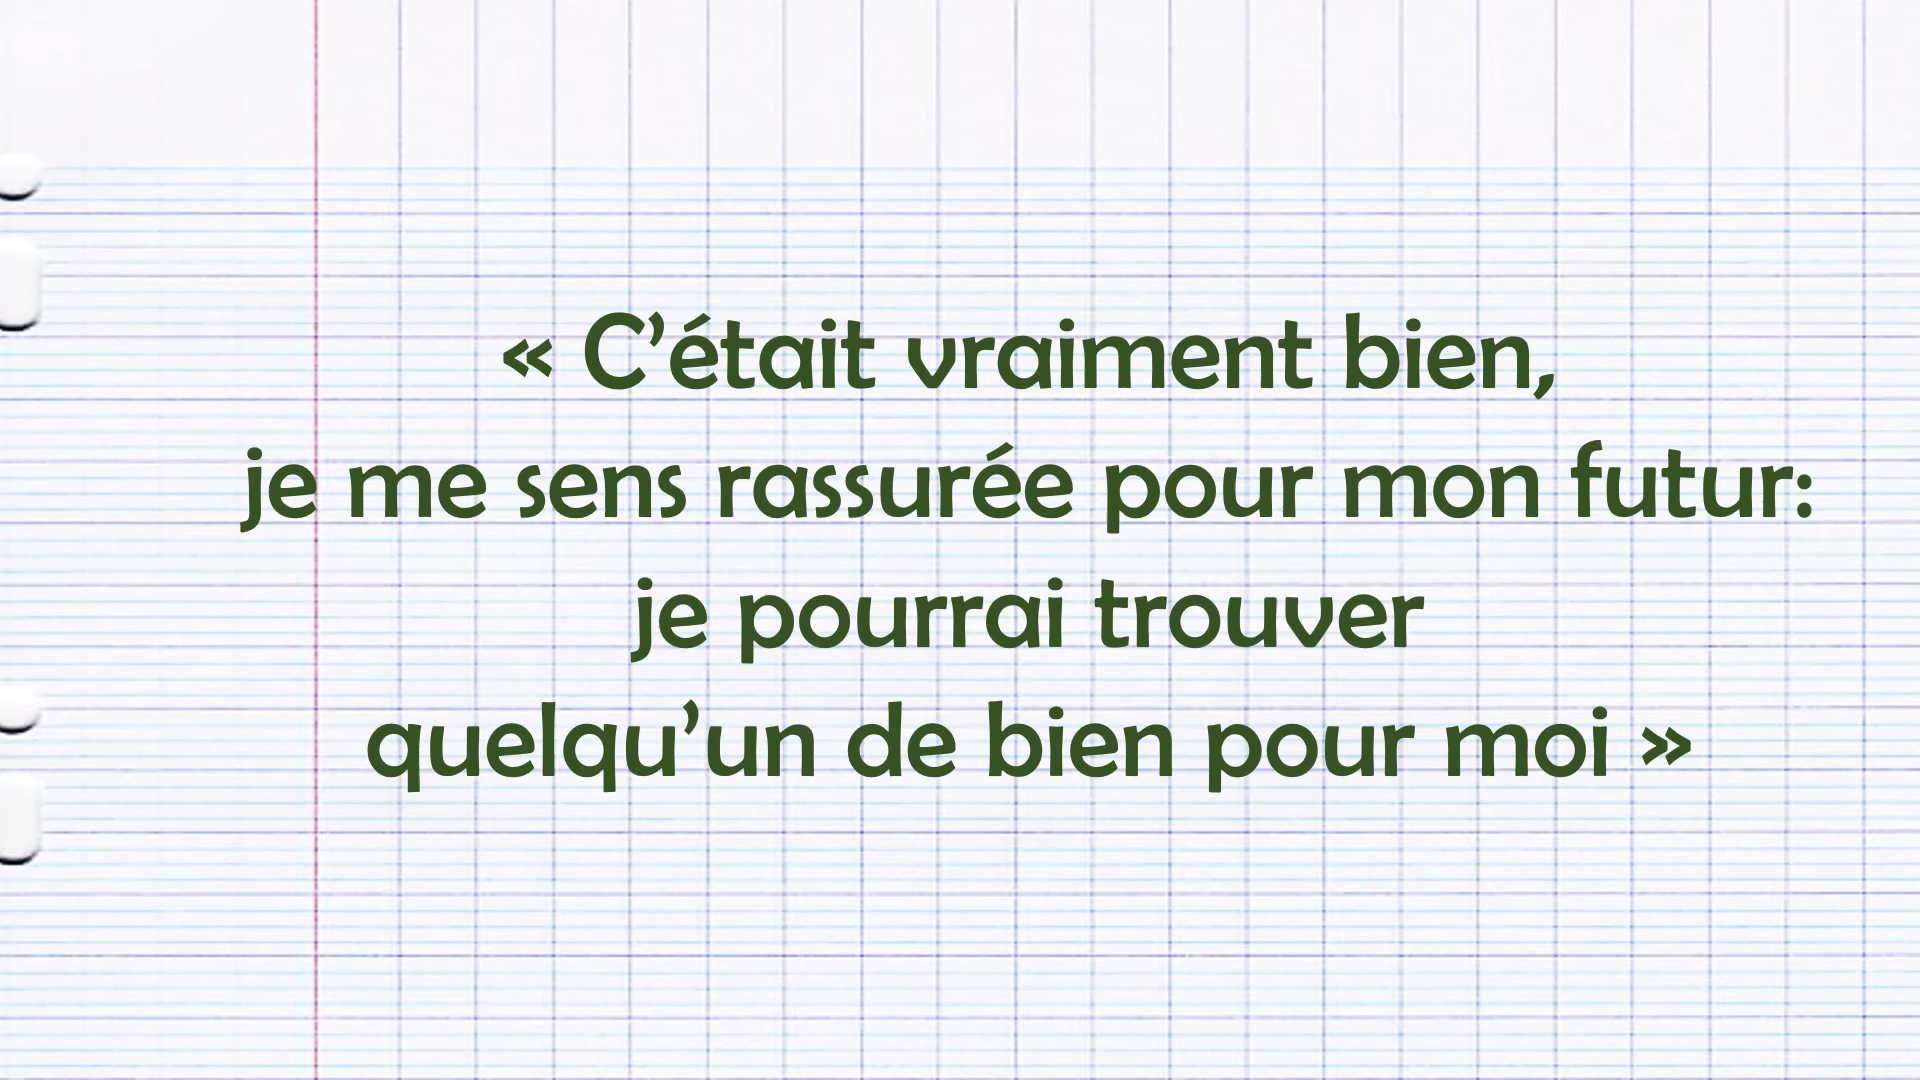 « C’était vraiment bien,
je me sens rassurée pour mon futur:
je pourrai trouver
quelqu’un de bien pour moi »